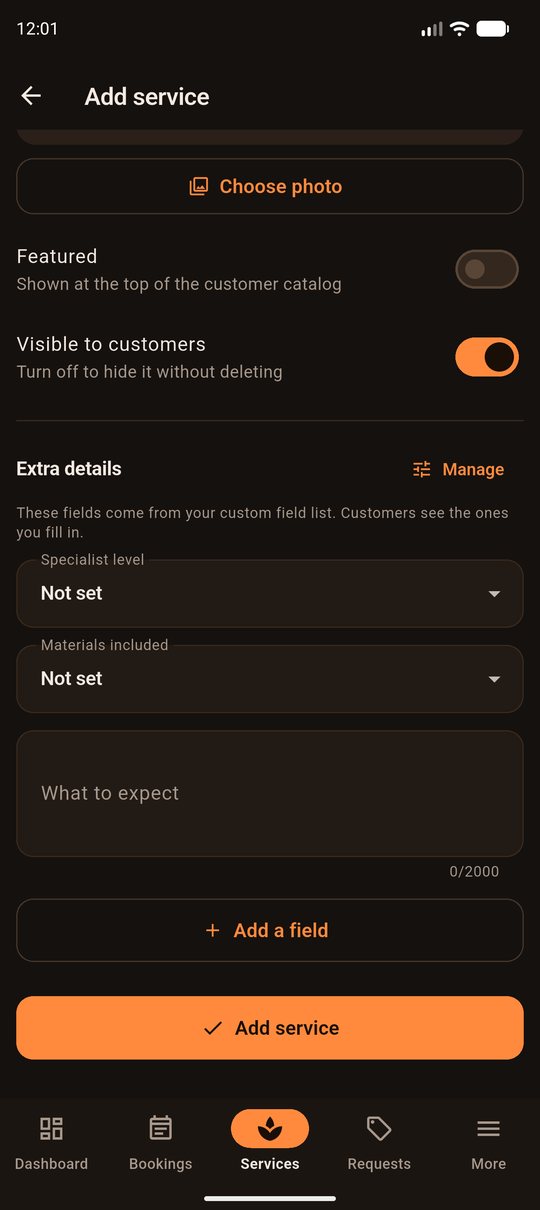 12:01
Add service
Choose photo
Featured
Shown at the top of the customer catalog
Visible to customers
Turn off to hide it without deleting
Extra details
Manage
These fields come from your custom field list. Customers see the ones
you fill in.
Specialist level
Not set
Materials included
Not set
What to expect
0/2000
Add a field
Add service
Dashboard
Bookings
Services
Requests
More